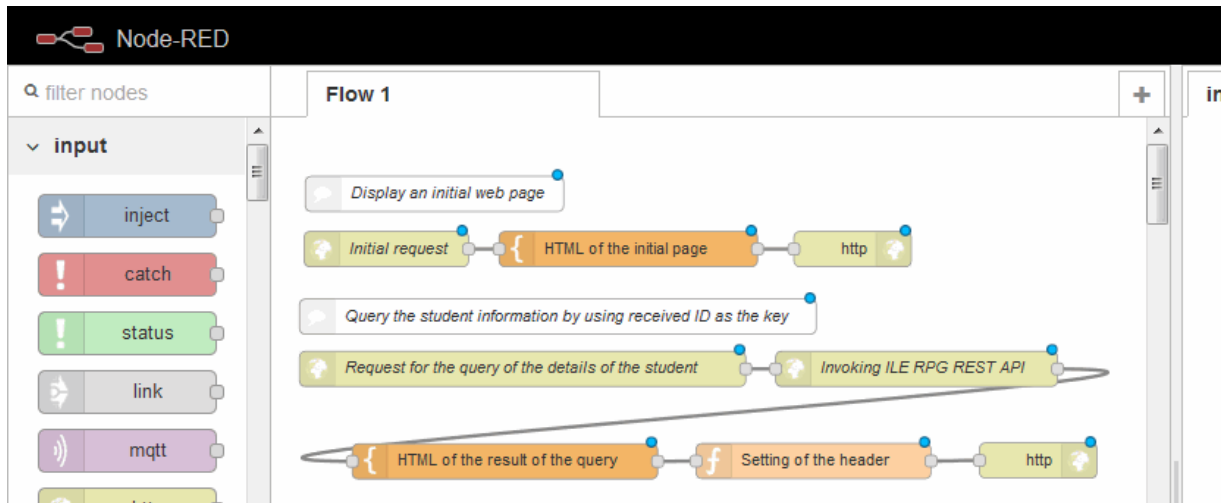 Node-RED
filter nodes
Flow 1
+
input
inject
catch
status
link
mqtt
Display an initial web page
Initial request
HTML of the initial page
http
Query the student information by using received ID as the key
Request for the query of the details of the student
Invoking ILE RPG REST API
HTML of the result of the query
Setting of the header
http